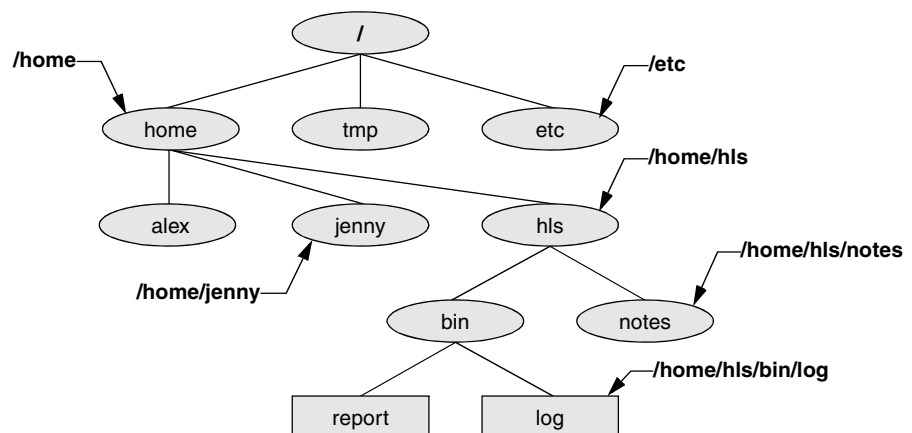 /
/home
/etc
home
tmp
etc
/home/hls
alex
jenny
hls
/home/hls/notes
/home/jenny
bin
notes
/home/hls/bin/log
report
log